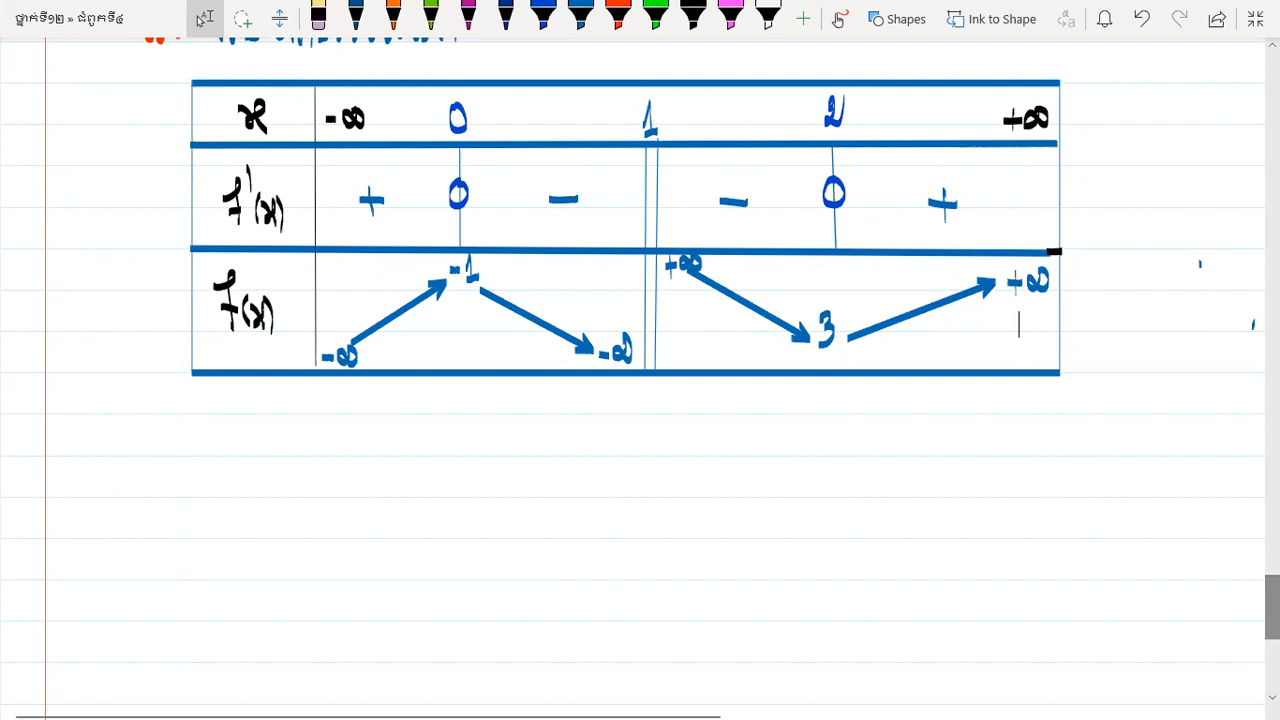 ថ្នាក់ទី១២ » ជំពូកទី៤
Shapes Ink to Shape
x -∞ 0 1 2 +∞
f'(x) + 0 - - 0 +
f(x) -∞ -1 -∞ +∞ 3 +∞